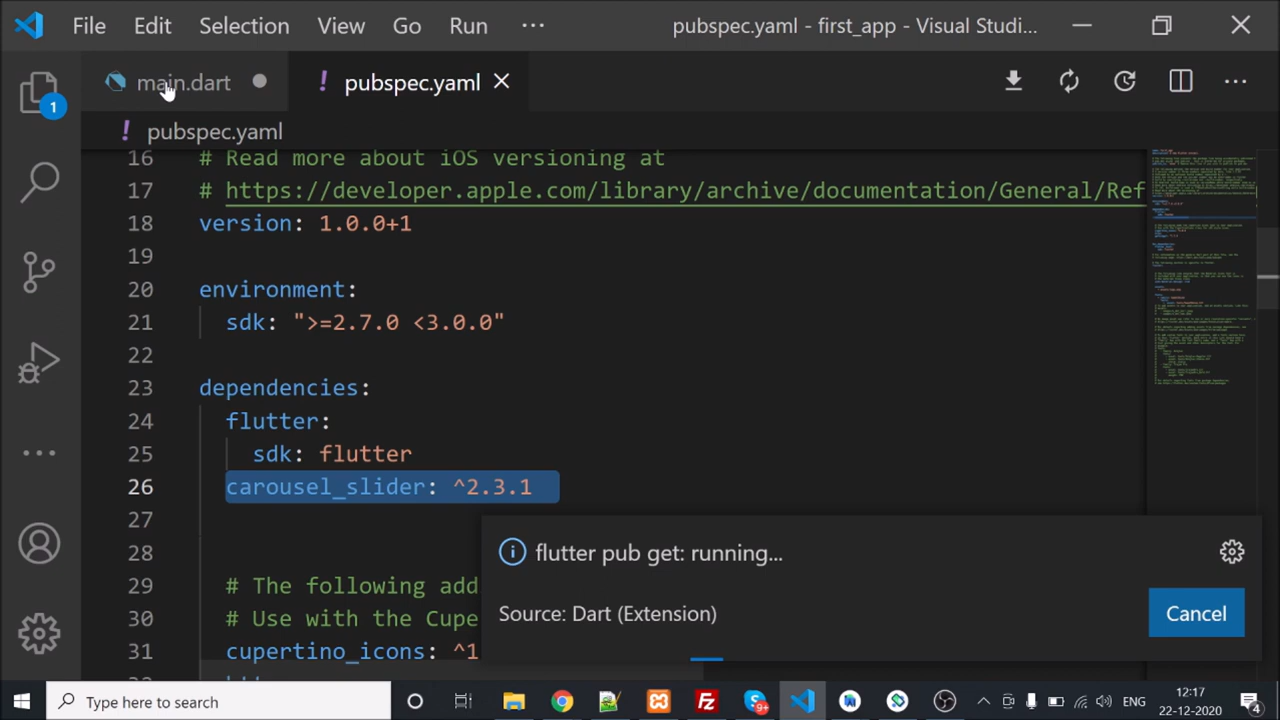 File Edit Selection View Go Run ··· pubspec.yaml - first_app - Visual Studi...
main.dart ! pubspec.yaml
! pubspec.yaml
1
16 # Read more about iOS versioning at
17 # https://developer.apple.com/library/archive/documentation/General/Ref
18 version: 1.0.0+1
19
20 environment:
21 sdk: ">=2.7.0 <3.0.0"
22
23 dependencies:
24 flutter:
25 sdk: flutter
26 carousel_slider: ^2.3.1
27
28
29 # The following add
30 # Use with the Cupe
31 cupertino_icons: ^1
flutter pub get: running...
Source: Dart (Extension)
Cancel
Type here to search
9+
ENG
12:17
22-12-2020
4